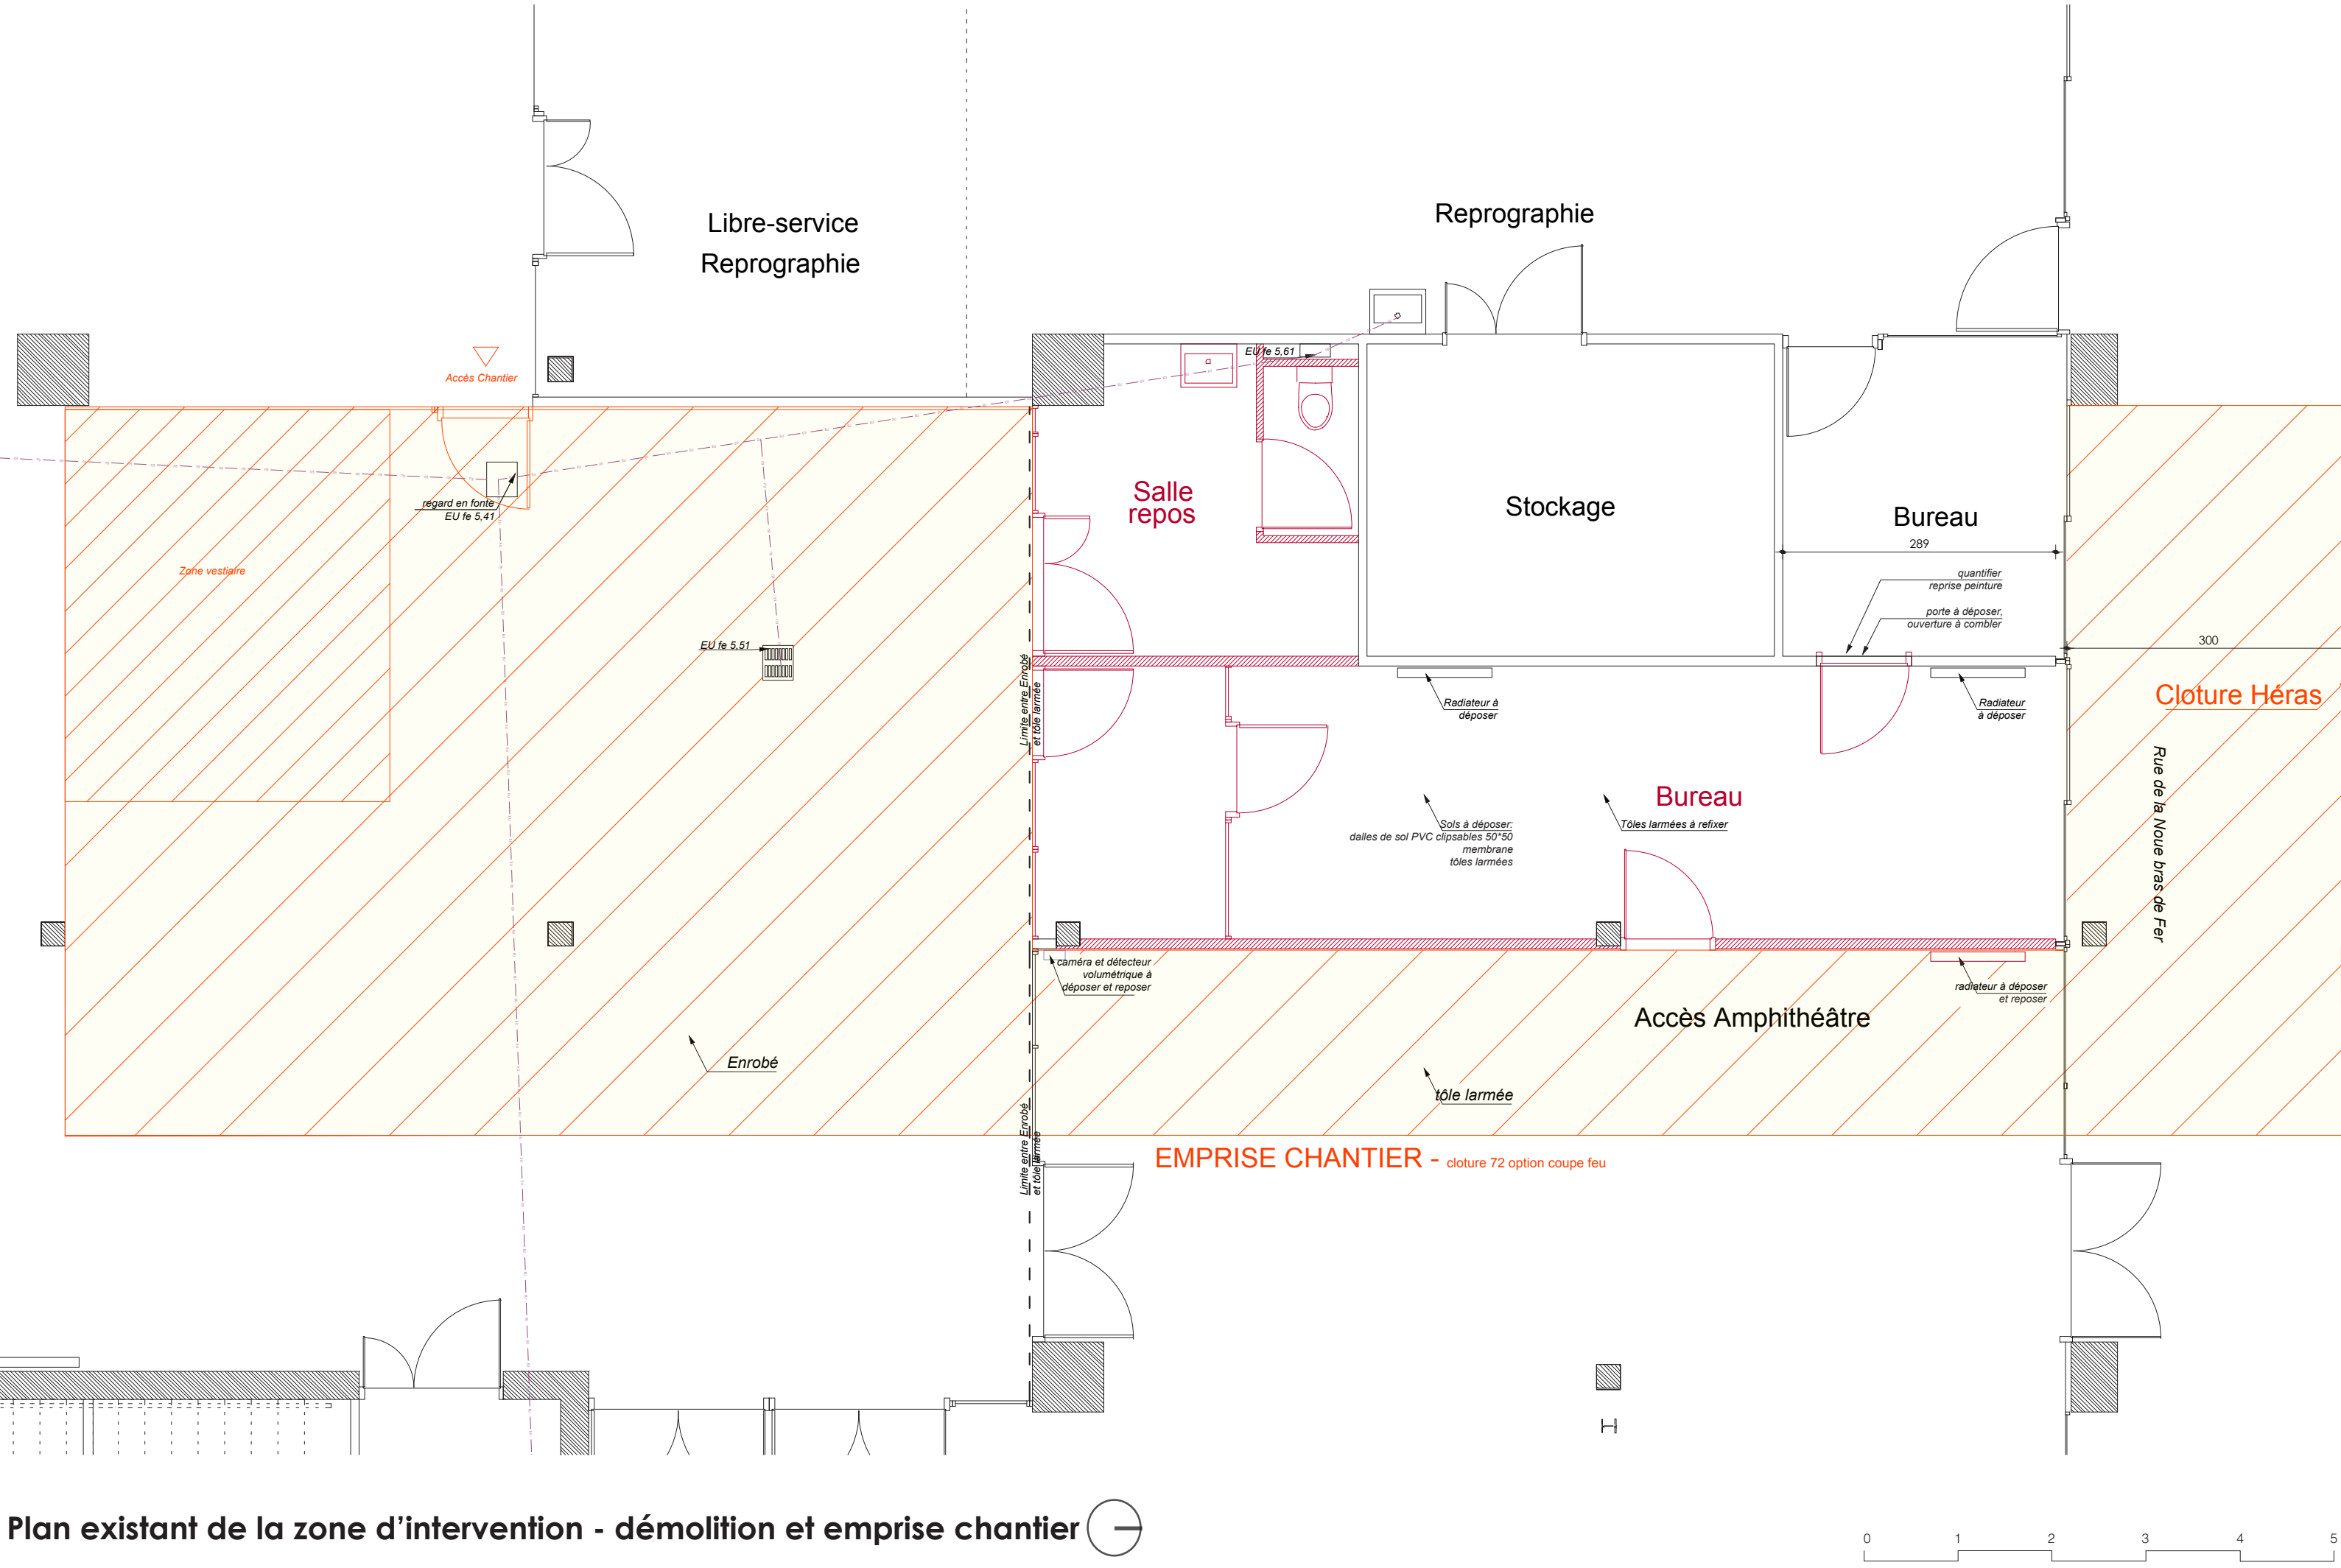 Libre-service
Reprographie
Reprographie
Accès Chantier
EU fe 5,61
Salle
repos
Stockage
Bureau
289
regard en fonte
EU fe 5,41
Zone vestiaire
quantifier
reprise peinture
porte à déposer,
ouverture à combler
300
EU fe 5,51
Limite entre Enrobé
et tôle larmée
Radiateur à
déposer
Radiateur
à déposer
Cloture Héras
Rue de la Noue bras de Fer
Bureau
Sols à déposer:
dalles de sol PVC clipsables 50*50
membrane
tôles larmées
Tôles larmées à refixer
caméra et détecteur
volumétrique à
déposer et reposer
radiateur à déposer
et reposer
Accès Amphithéâtre
Enrobé
tôle larmée
Limite entre Enrobé
et tôle larmée
EMPRISE CHANTIER - cloture 72 option coupe feu
Plan existant de la zone d'intervention - démolition et emprise chantier
0 1 2 3 4 5